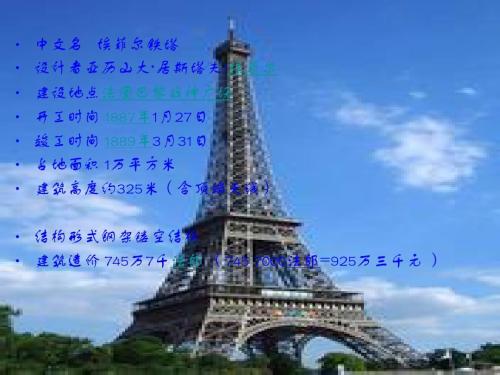 • 中文名 埃菲尔铁塔
• 设计者亚历山大·居斯塔夫·埃菲尔
• 建设地点法国巴黎战神广场
• 开工时间 1887年1月27日
• 竣工时间 1889年3月31日
• 占地面积 1万平方米
• 建筑高度约325米（含顶端天线）
• 结构形式钢架镂空结构
• 建筑造价 745万7千法郎（745 7000法郎=925万三千元 ）